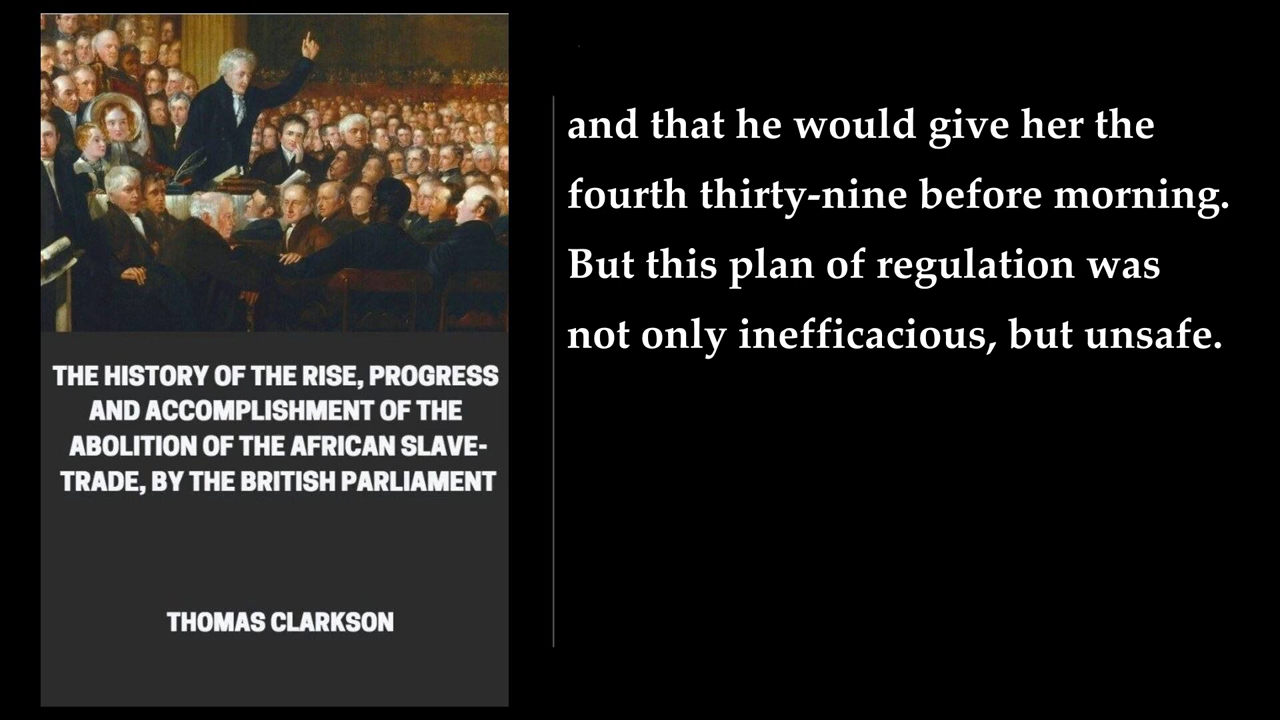 THE HISTORY OF THE RISE, PROGRESS
AND ACCOMPLISHMENT OF THE
ABOLITION OF THE AFRICAN SLAVE-
TRADE, BY THE BRITISH PARLIAMENT
THOMAS CLARKSON
and that he would give her the
fourth thirty-nine before morning.
But this plan of regulation was
not only inefficacious, but unsafe.